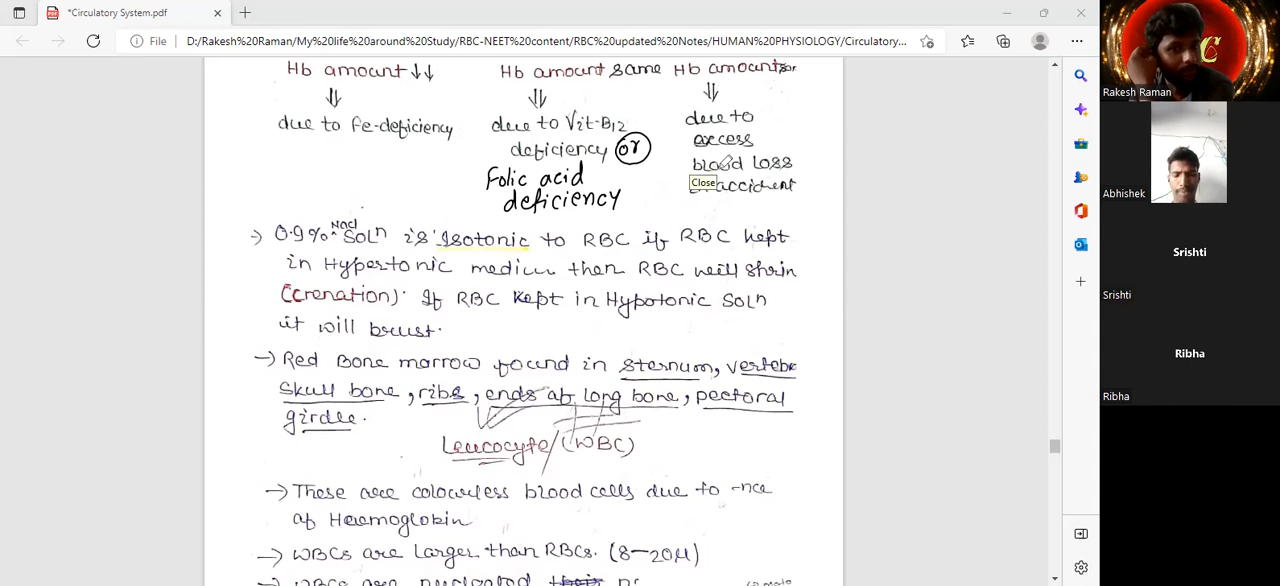 *Circulatory System.pdf
File
D:/Rakesh%20Raman/My%20life%20around%20Study/RBC-NEET%20content/RBC%20updated%20Notes/HUMAN%20PHYSIOLOGY/Circulatory...
Hb amount ↓↓
Hb amount same
Hb amount
due to Fe-deficiency
due to Vit-B12
deficiency or
Folic acid
deficiency
due to
excess
blood loss
accident
Close
→ 0.9% NaCl Soln is Isotonic to RBC if RBC kept
in Hypertonic medium then RBC will shrin
(crenation). If RBC kept in Hypotonic Soln
it will brust.
→ Red Bone marrow found in sternum, vertebr
skull bone, ribs, ends of long bone, pectoral
girdle.
Leucocyte/(WBC)
→ These are colourless blood cells due to -nce
of Haemoglobin
→ WBCs are larger than RBCs. (8-20μ)
→ WBCs are nucleated
Rakesh Raman
Abhishek
Srishti
Srishti
Ribha
Ribha